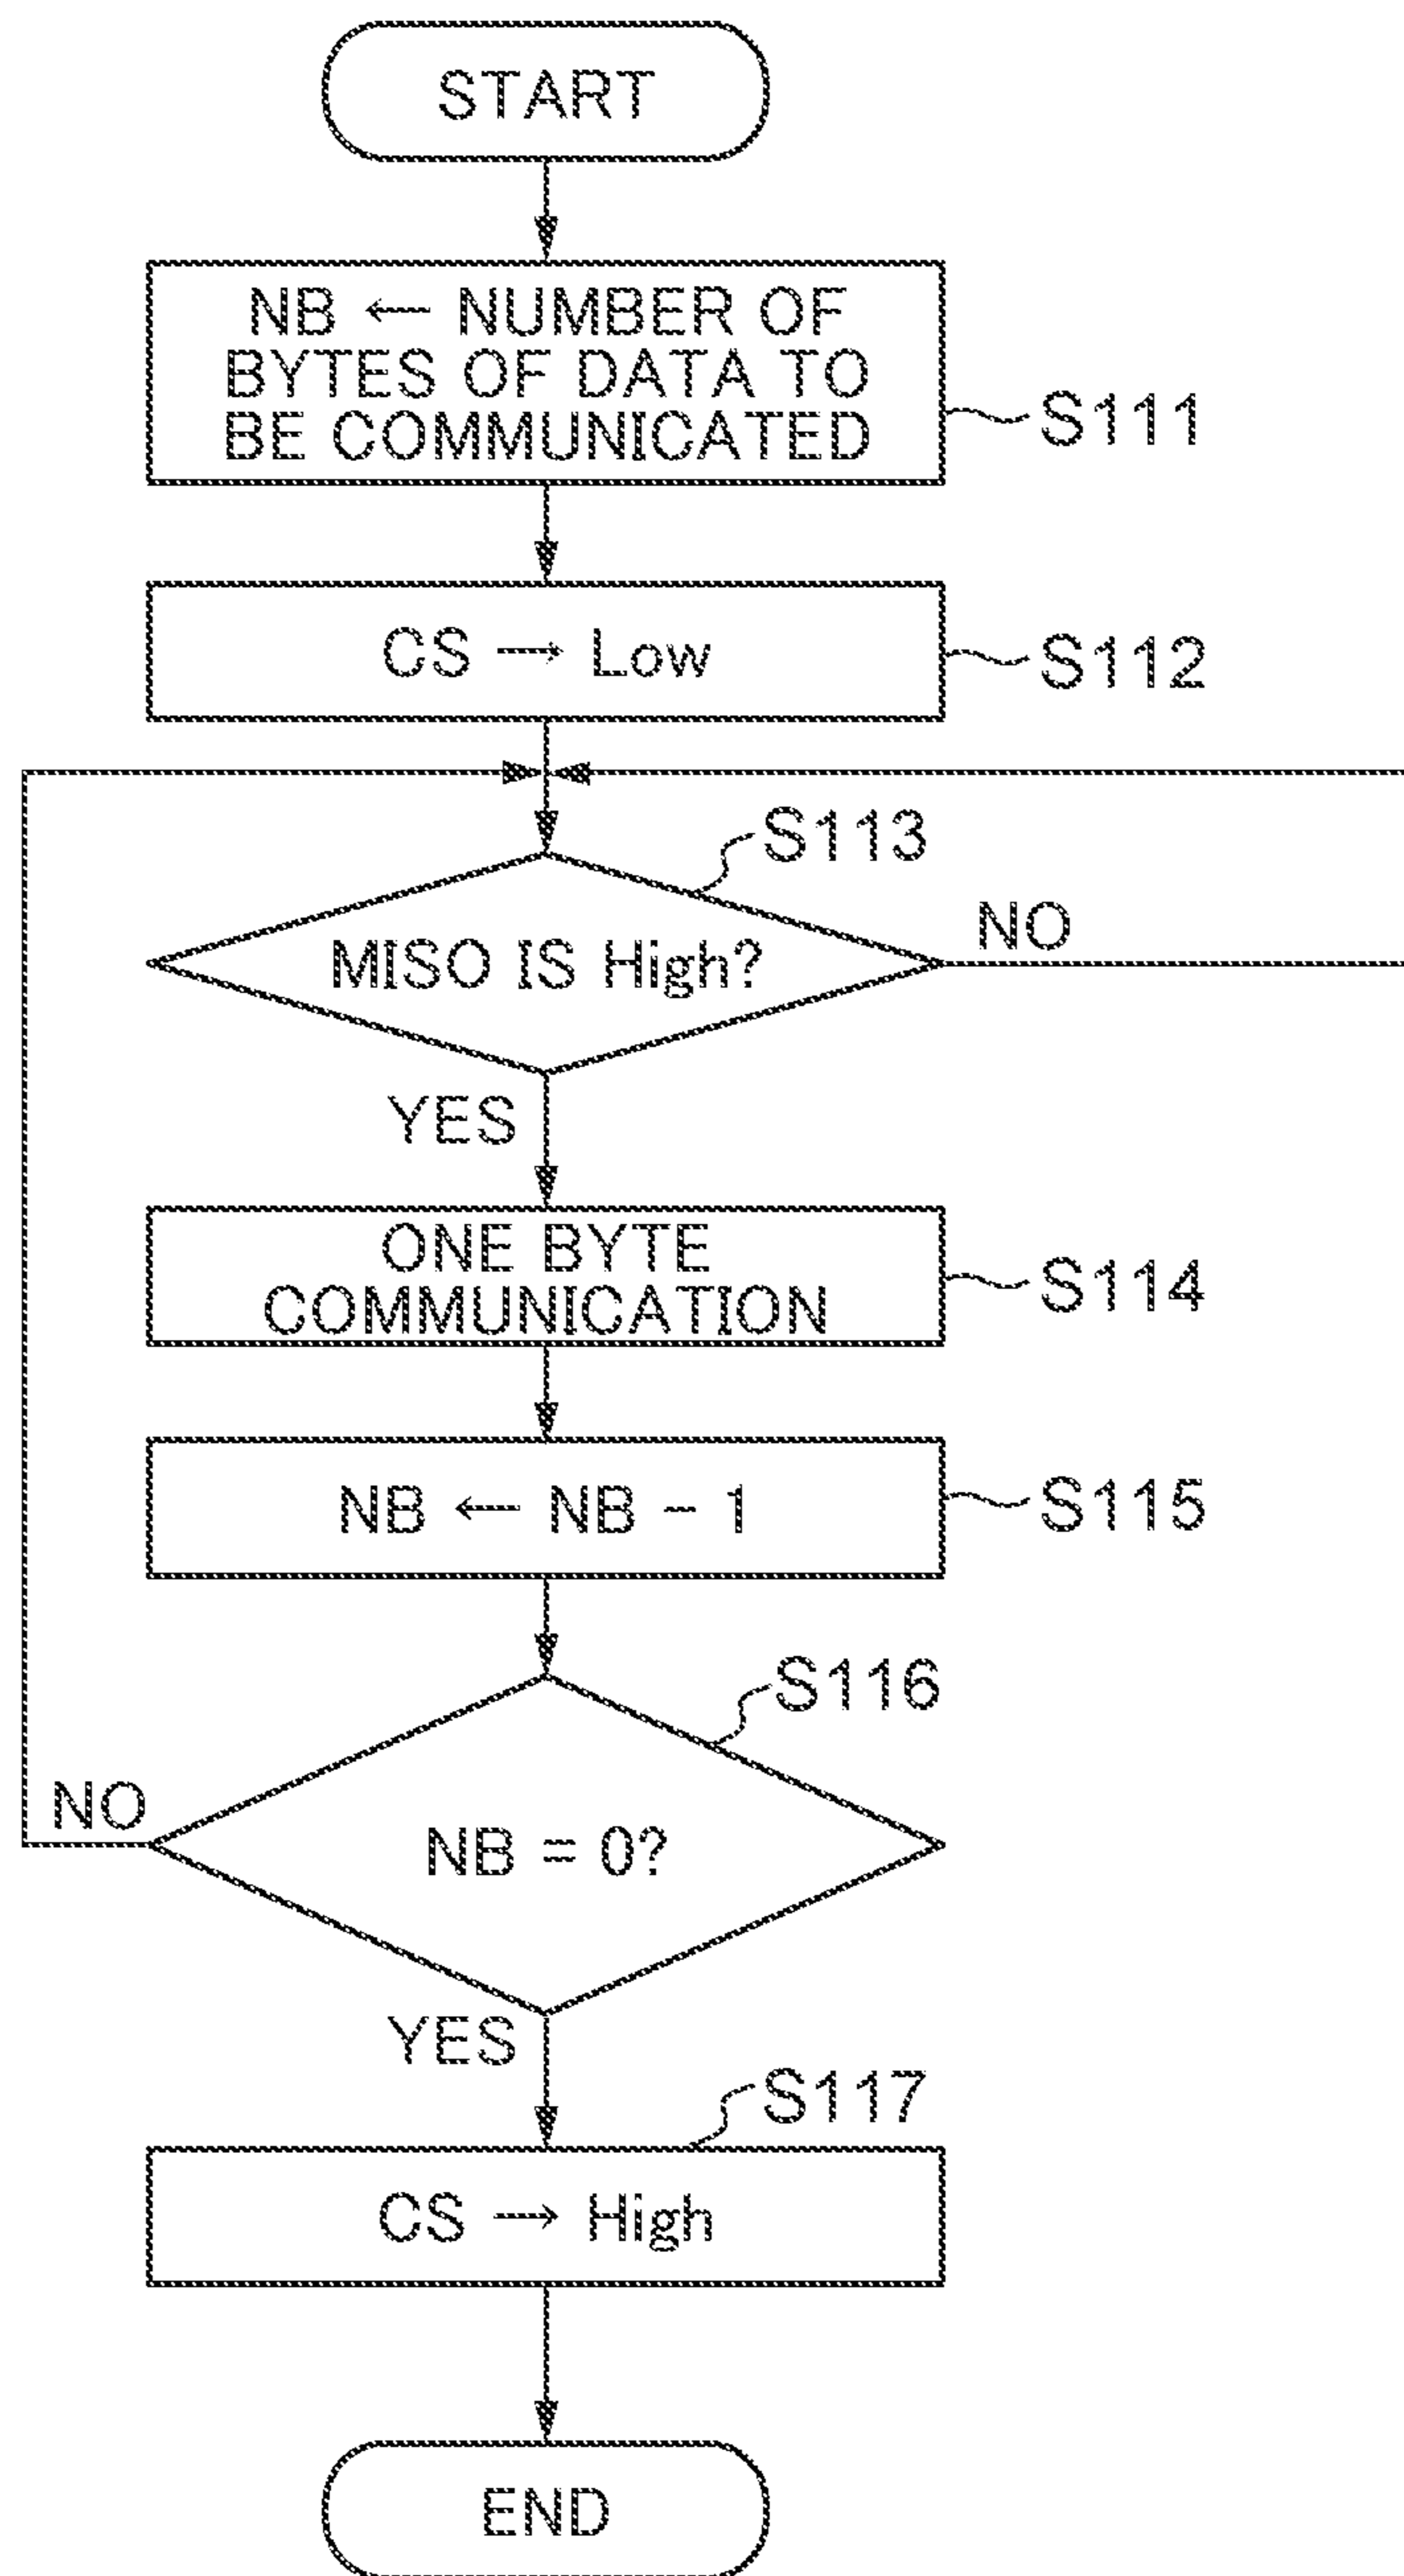 START
NB ← NUMBER OF
BYTES OF DATA TO
BE COMMUNICATED
S111
CS → Low
S112
S113
MISO IS High?
NO
YES
ONE BYTE
COMMUNICATION
S114
NB ← NB - 1
S115
S116
NO
NB = 0?
YES
S117
CS → High
END